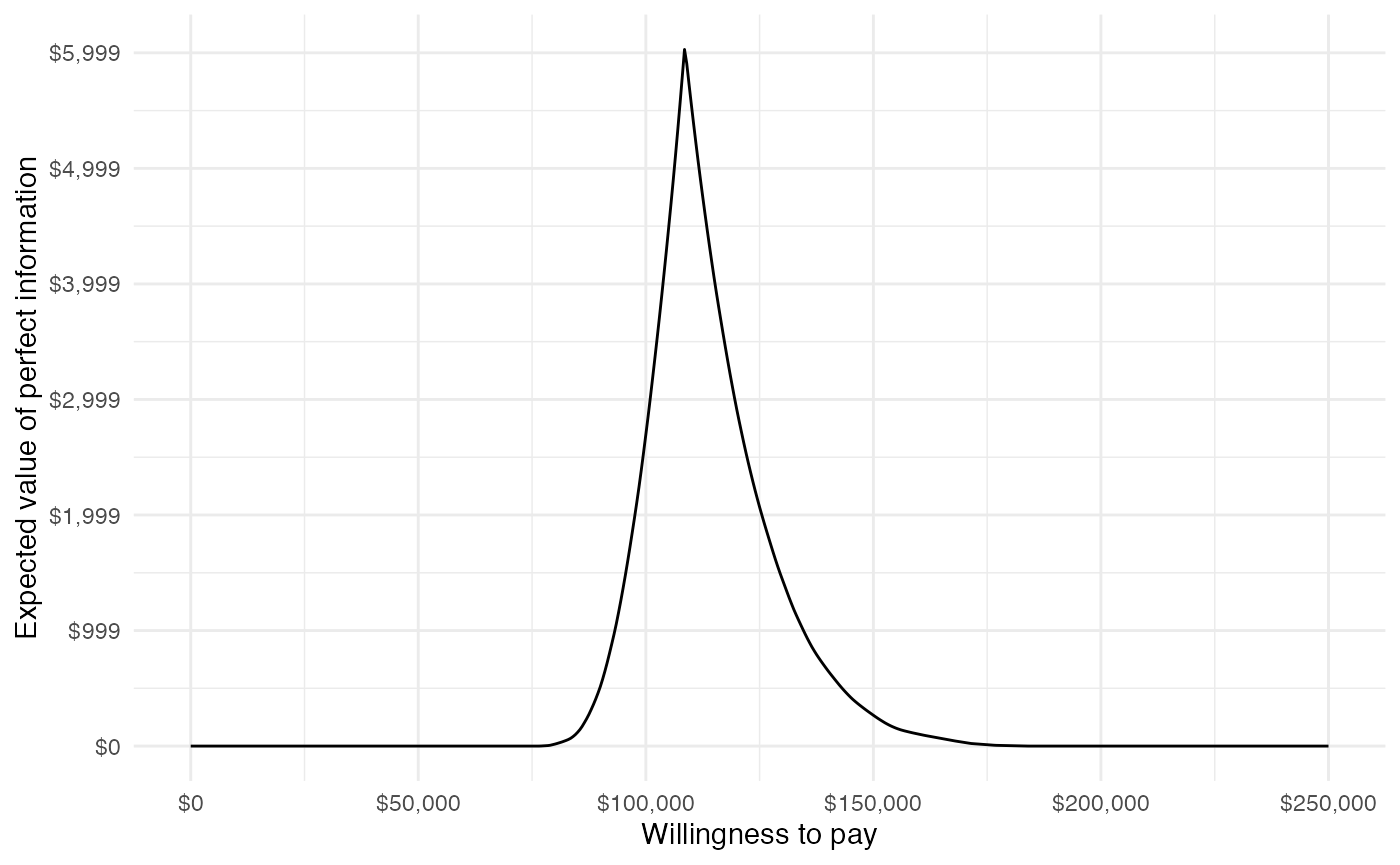 Expected value of perfect information
$5,999
$4,999
$3,999
$2,999
$1,999
$999
$0
$0 $50,000 $100,000 $150,000 $200,000 $250,000
Willingness to pay